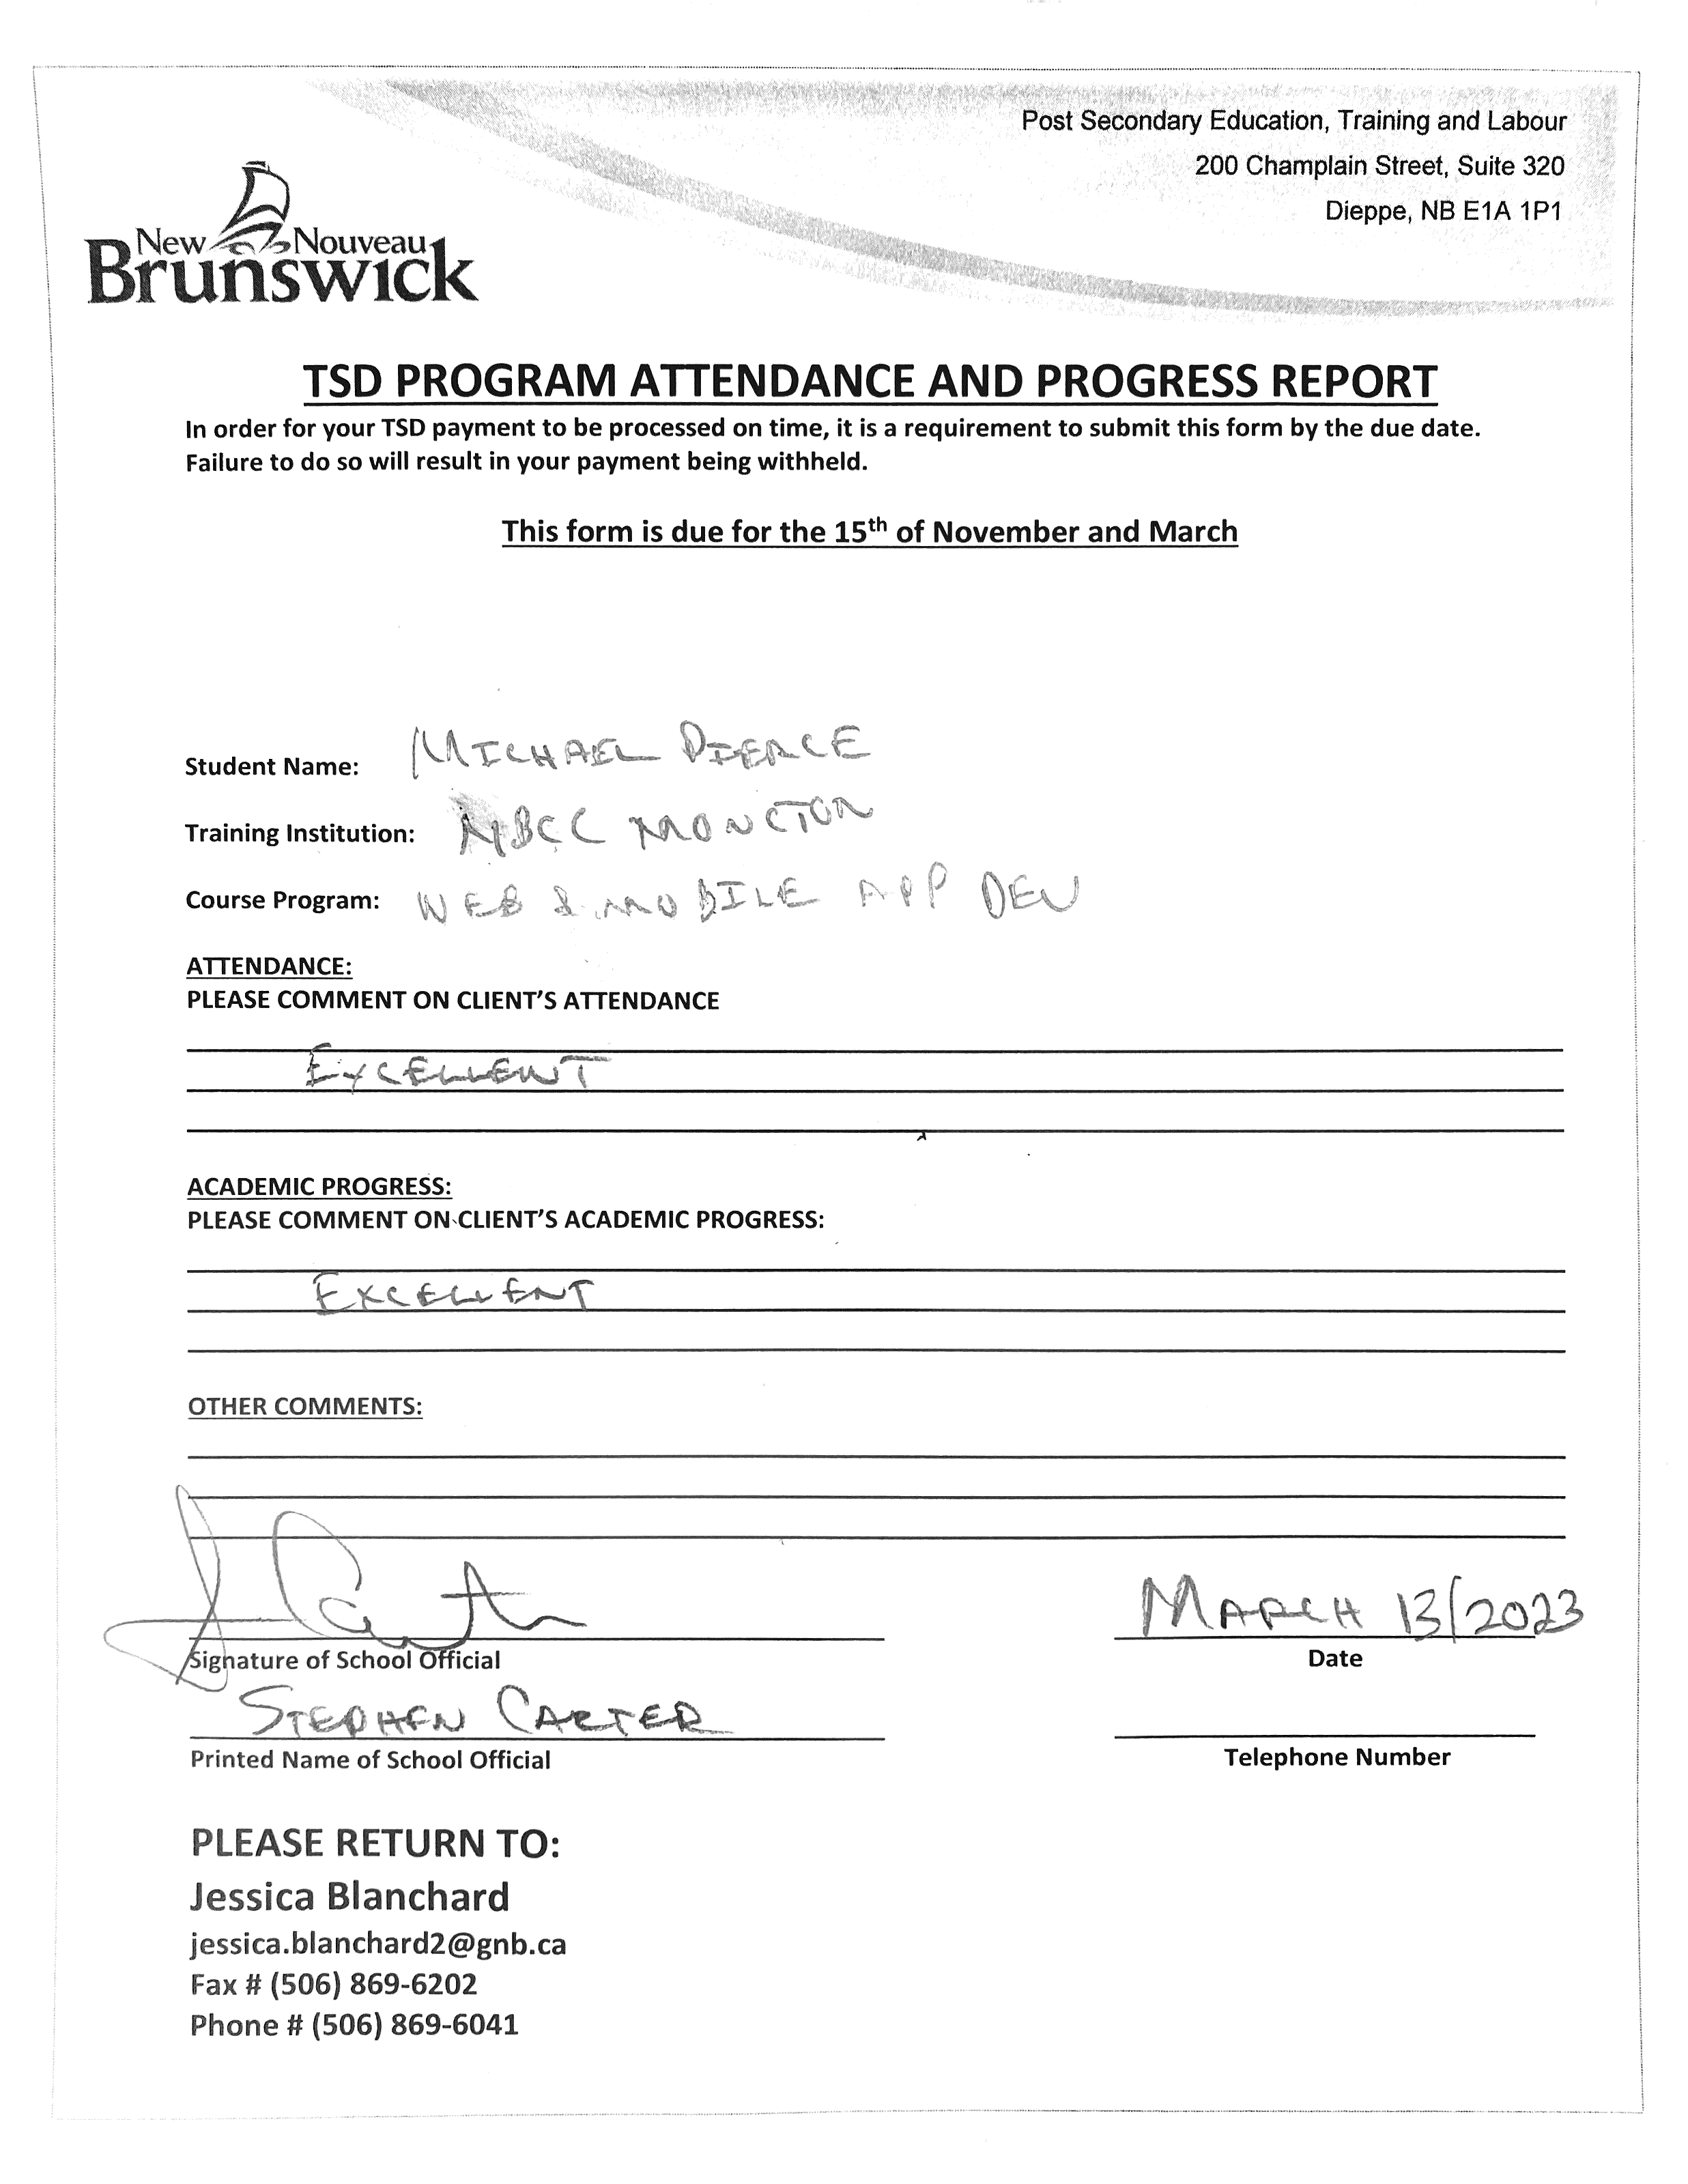 Post Secondary Education, Training and Labour
200 Champlain Street, Suite 320
Dieppe, NB E1A 1P1
New Nouveau
Brunswick
TSD PROGRAM ATTENDANCE AND PROGRESS REPORT
In order for your TSD payment to be processed on time, it is a requirement to submit this form by the due date.
Failure to do so will result in your payment being withheld.
This form is due for the 15th of November and March
Student Name: MICHAEL PIERCE
Training Institution: NBCC MONCTON
Course Program: WEB & MOBILE APP DEV
ATTENDANCE:
PLEASE COMMENT ON CLIENT'S ATTENDANCE
EXCELLENT
ACADEMIC PROGRESS:
PLEASE COMMENT ON CLIENT'S ACADEMIC PROGRESS:
EXCELLENT
OTHER COMMENTS:
MARCH 13/2023
Signature of School Official Date
STEPHEN CARTER
Printed Name of School Official Telephone Number
PLEASE RETURN TO:
Jessica Blanchard
jessica.blanchard2@gnb.ca
Fax # (506) 869-6202
Phone # (506) 869-6041